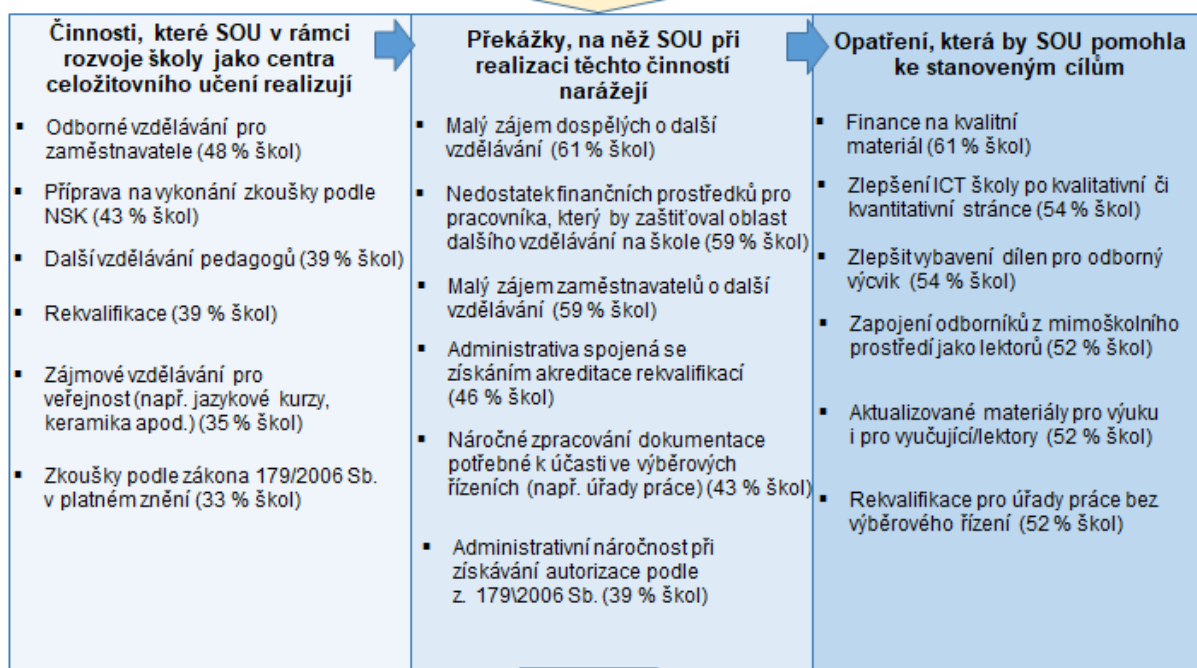 Činnosti, které SOU v rámci
rozvoje školy jako centra
celoživotního učení realizují
▪ Odborné vzdělávání pro
zaměstnavatele (48 % škol)
▪ Příprava na vykonání zkoušky podle
NSK (43 % škol)
▪ Další vzdělávání pedagogů (39 % škol)
▪ Rekvalifikace (39 % škol)
▪ Zájmové vzdělávání pro
veřejnost (např. jazykové kurzy,
keramika apod.) (35 % škol)
▪ Zkoušky podle zákona 179/2006 Sb.
v platném znění (33 % škol)
Překážky, na něž SOU při
realizaci těchto činností
narážejí
▪ Malý zájem dospělých o další
vzdělávání (61 % škol)
▪ Nedostatek finančních prostředků pro
pracovníka, který by zaštiťoval oblast
dalšího vzdělávání na škole (59 % škol)
▪ Malý zájem zaměstnavatelů o další
vzdělávání (59 % škol)
▪ Administrativa spojená se
získáním akreditace rekvalifikací
(46 % škol)
▪ Náročné zpracování dokumentace
potřebné k účasti ve výběrových
řízeních (např. úřady práce) (43 % škol)
▪ Administrativní náročnost při
získávání autorizace podle
z. 179\2006 Sb. (39 % škol)
Opatření, která by SOU pomohla
ke stanoveným cílům
▪ Finance na kvalitní
materiál (61 % škol)
▪ Zlepšení ICT školy po kvalitativní či
kvantitativní stránce (54 % škol)
▪ Zlepšit vybavení dílen pro odborný
výcvik (54 % škol)
▪ Zapojení odborníků z mimoškolního
prostředí jako lektorů (52 % škol)
▪ Aktualizované materiály pro výuku
i pro vyučující/lektory (52 % škol)
▪ Rekvalifikace pro úřady práce bez
výběrového řízení (52 % škol)